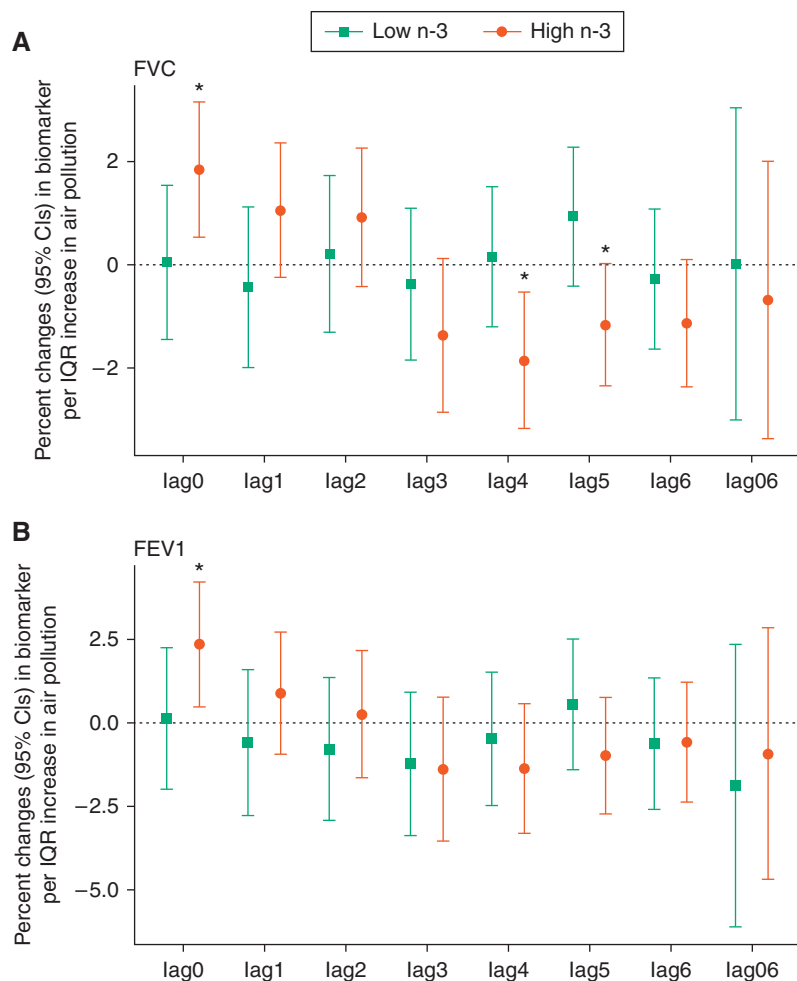 Low n-3 High n-3
A
FVC
*
*
*
2
0
−2
Percent changes (95% CIs) in biomarker
per IQR increase in air pollution
lag0 lag1 lag2 lag3 lag4 lag5 lag6 lag06
B
FEV1
*
2.5
0.0
−2.5
−5.0
Percent changes (95% CIs) in biomarker
per IQR increase in air pollution
lag0 lag1 lag2 lag3 lag4 lag5 lag6 lag06